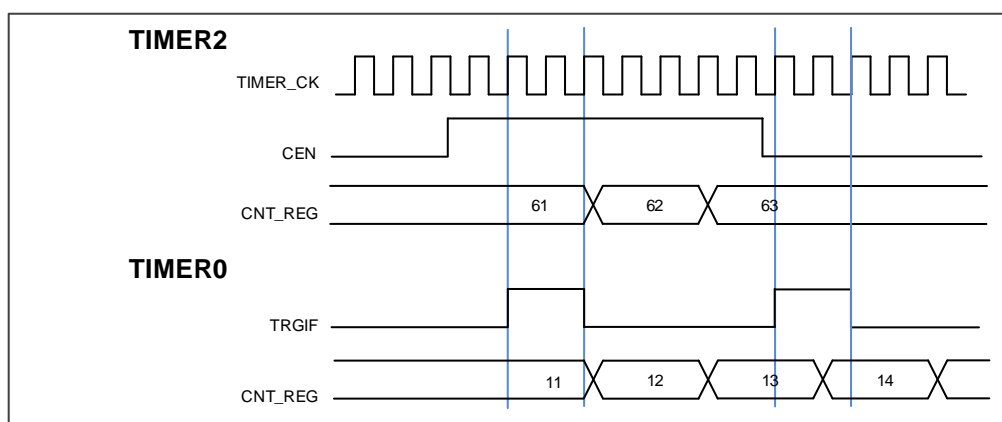 TIMER2
TIMER_CK
CEN
CNT_REG 61 62 63
TIMER0
TRGIF
CNT_REG 11 12 13 14